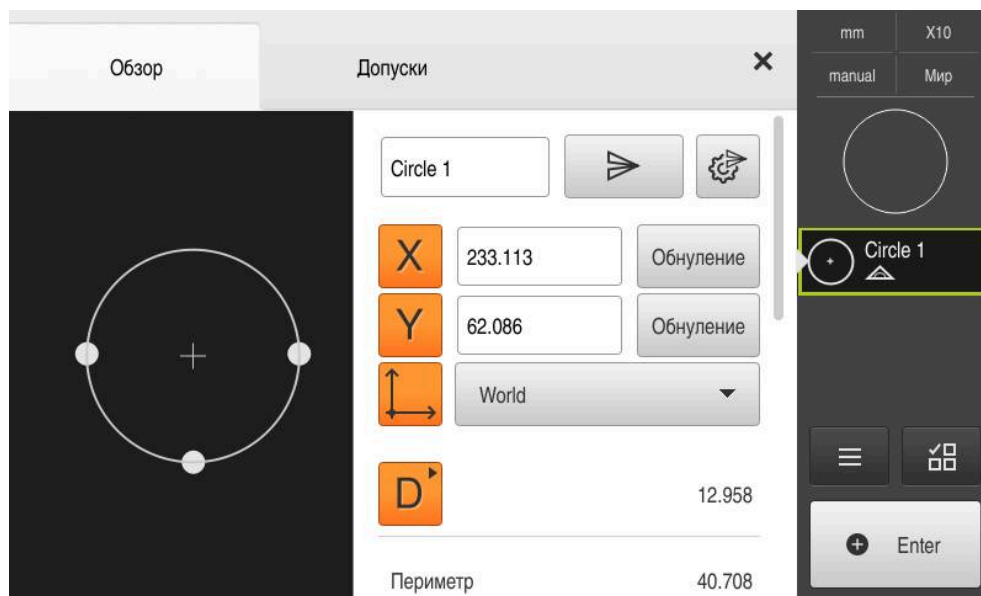 Обзор
Допуски
mm X10
manual Мир
Circle 1
X 233.113 Обнуление
Y 62.086 Обнуление
World
D 12.958
Периметр 40.708
Circle 1
Enter